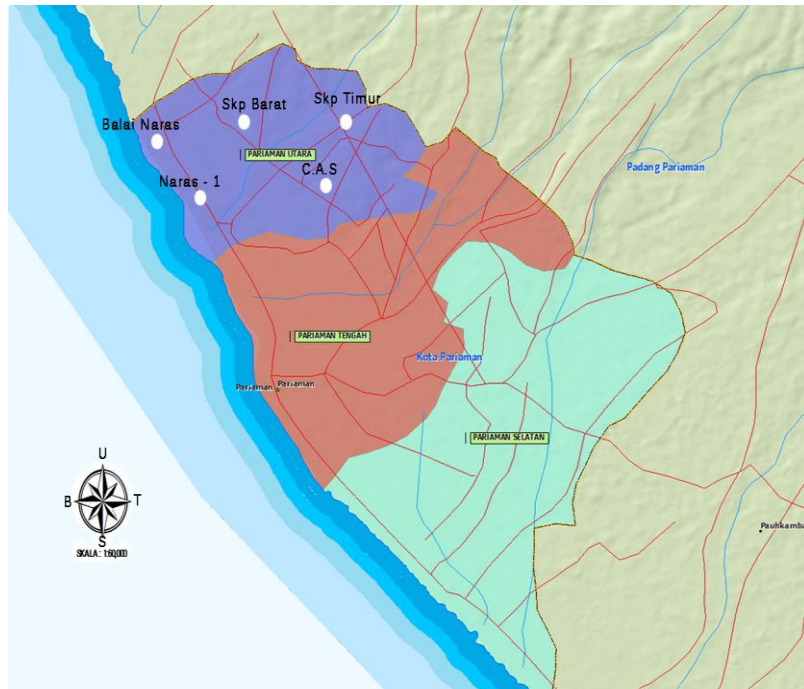 Skp Barat
Skp Timur
Balai Naras
PARIAMAN UTARA
C.A.S
Naras - 1
Padang Pariaman
PARIAMAN TENGAH
Kota Pariaman
Pariaman
Pariaman
PARIAMAN SELATAN
U
B
T
S
SKALA : 1:60,000
Pauhkamba